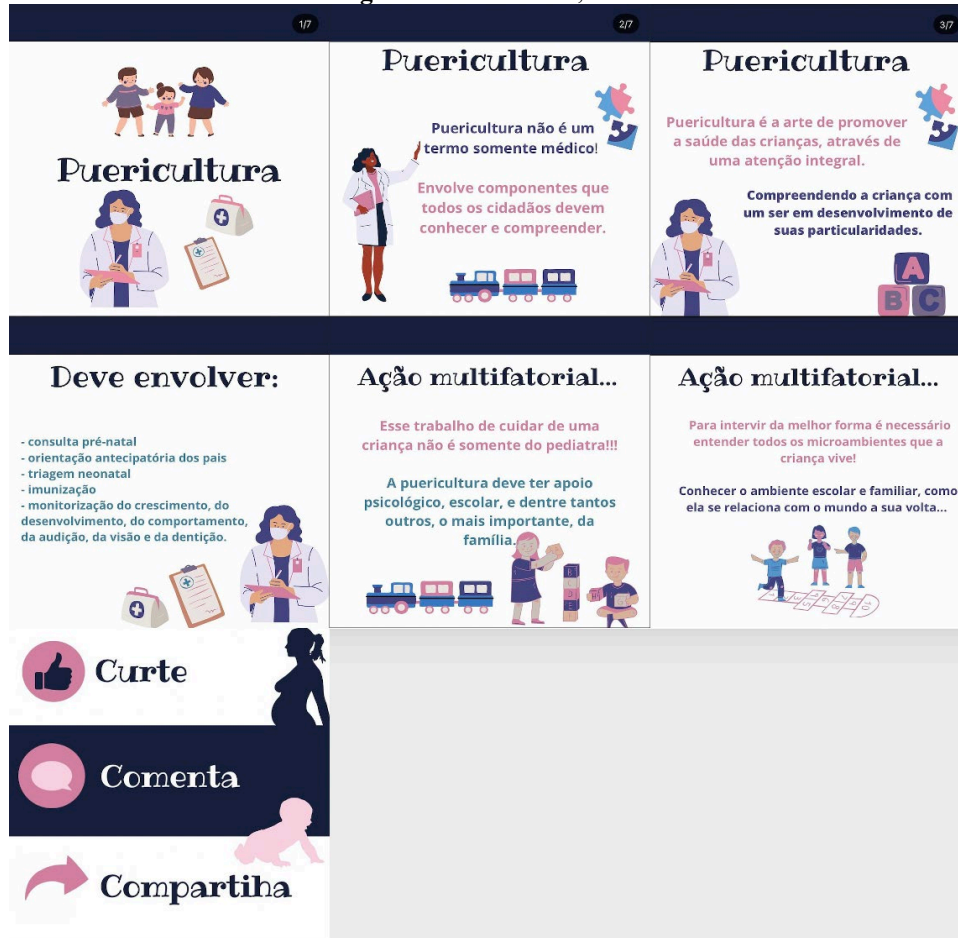 1/7
Puericultura
2/7
Puericultura
Puericultura não é um
termo somente médico!
Envolve componentes que
todos os cidadãos devem
conhecer e compreender.
3/7
Puericultura
Puericultura é a arte de promover
a saúde das crianças, através de
uma atenção integral.
Compreendendo a criança com
um ser em desenvolvimento de
suas particularidades.
A
B C
Deve envolver:
- consulta pré-natal
- orientação antecipatória dos pais
- triagem neonatal
- imunização
- monitorização do crescimento, do
desenvolvimento, do comportamento,
da audição, da visão e da dentição.
Ação multifatorial...
Esse trabalho de cuidar de uma
criança não é somente do pediatra!!!
A puericultura deve ter apoio
psicológico, escolar, e dentre tantos
outros, o mais importante, da
família.
Ação multifatorial...
Para intervir da melhor forma é necessário
entender todos os microambientes que a
criança vive!
Conhecer o ambiente escolar e familiar, como
ela se relaciona com o mundo a sua volta...
Curte
Comenta
Compartiha